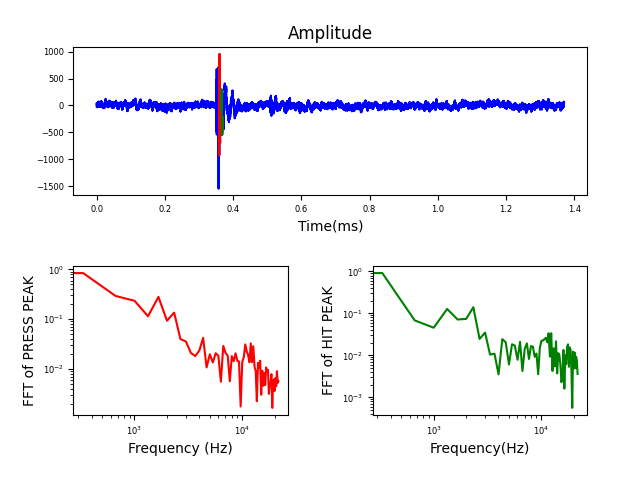 Amplitude
1000
500
0
−500
−1000
−1500
0.0 0.2 0.4 0.6 0.8 1.0 1.2 1.4
Time(ms)
FFT of PRESS PEAK
10⁰
10⁻¹
10⁻²
10³ 10⁴
Frequency (Hz)
FFT of HIT PEAK
10⁰
10⁻¹
10⁻²
10⁻³
10³ 10⁴
Frequency(Hz)